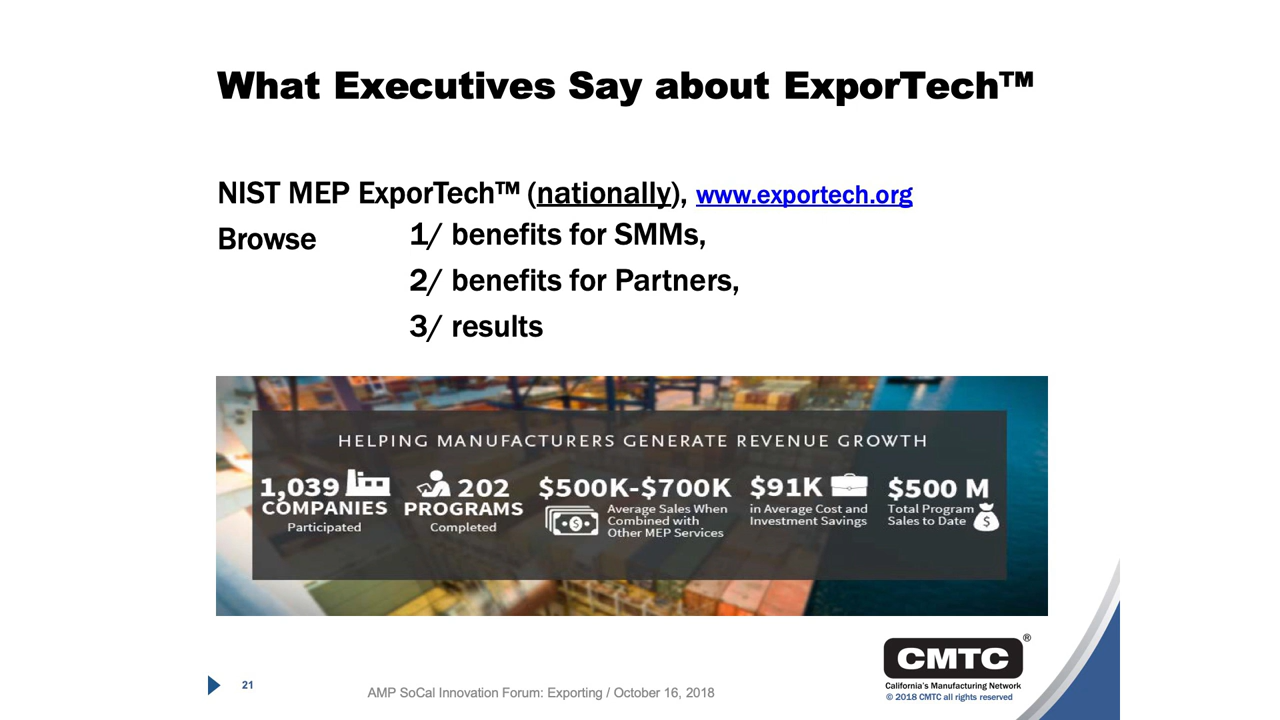 What Executives Say about ExporTech™
NIST MEP ExporTech™ (nationally), www.exportech.org
Browse 1/ benefits for SMMs,
2/ benefits for Partners,
3/ results
HELPING MANUFACTURERS GENERATE REVENUE GROWTH
1,039
COMPANIES
Participated
202
PROGRAMS
Completed
$500K-$700K
Average Sales When
Combined with
Other MEP Services
$91K
in Average Cost and
Investment Savings
$500 M
Total Program
Sales to Date
$
21
AMP SoCal Innovation Forum: Exporting / October 16, 2018
CMTC®
California's Manufacturing Network
© 2018 CMTC all rights reserved